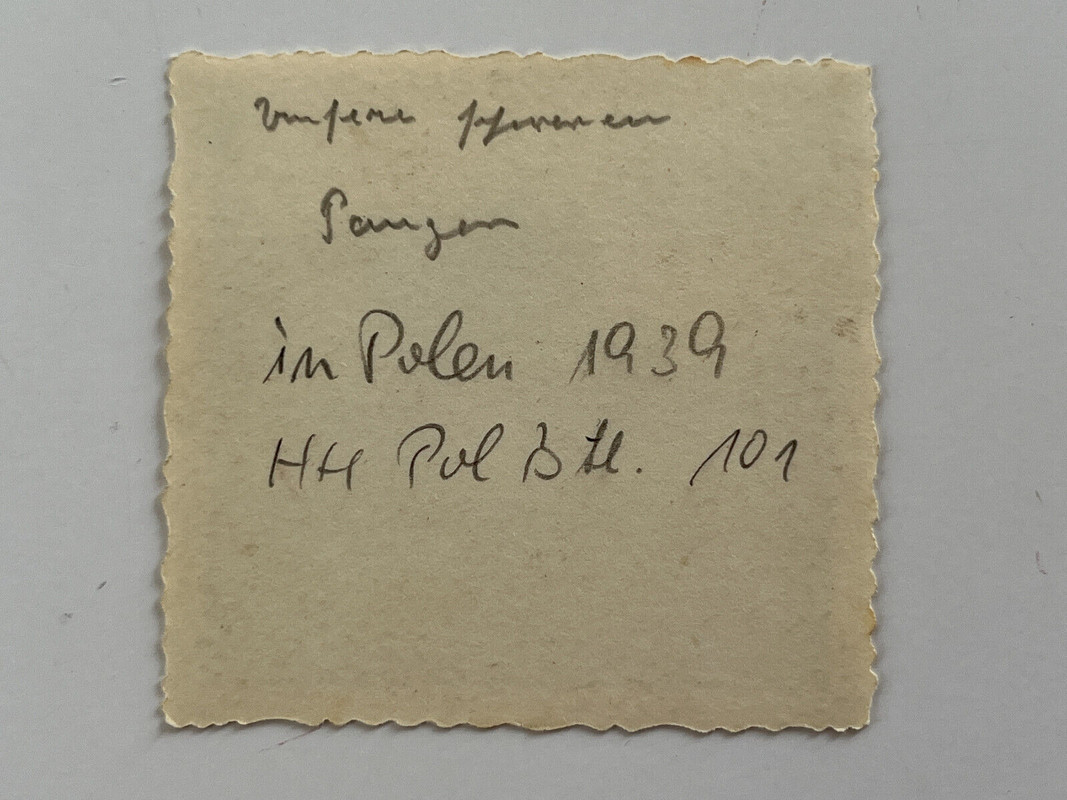 Unsere schweren
Panzer
in Polen 1939
HH Pol Btl. 101